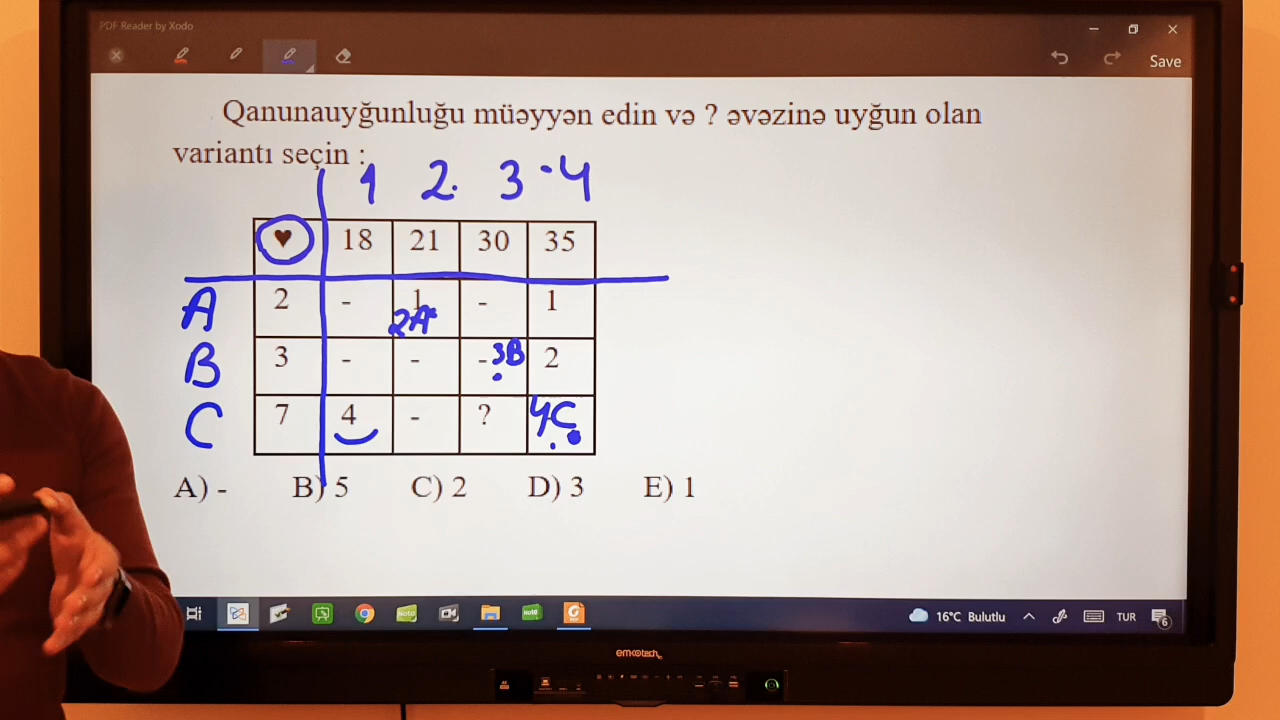 PDF Reader by Xodo
Save
Qanunauyğunluğu müəyyən edin və ? əvəzinə uyğun olan
variantı seçin :
1 2. 3 - 4
♥ 18 21 30 35
A 2 - 1 - 1
2A
B 3 - - - 3B 2
C 7 4 - ? 4C
A) - B) 5 C) 2 D) 3 E) 1
16°C Bulutlu TUR 6
emkotech